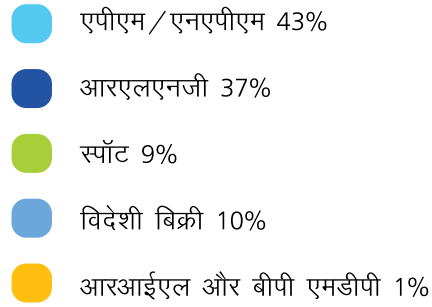 एपीएम/एनएपीएम 43%
आरएलएनजी 37%
स्पॉट 9%
विदेशी बिक्री 10%
आरआईएल और बीपी एमडीपी 1%